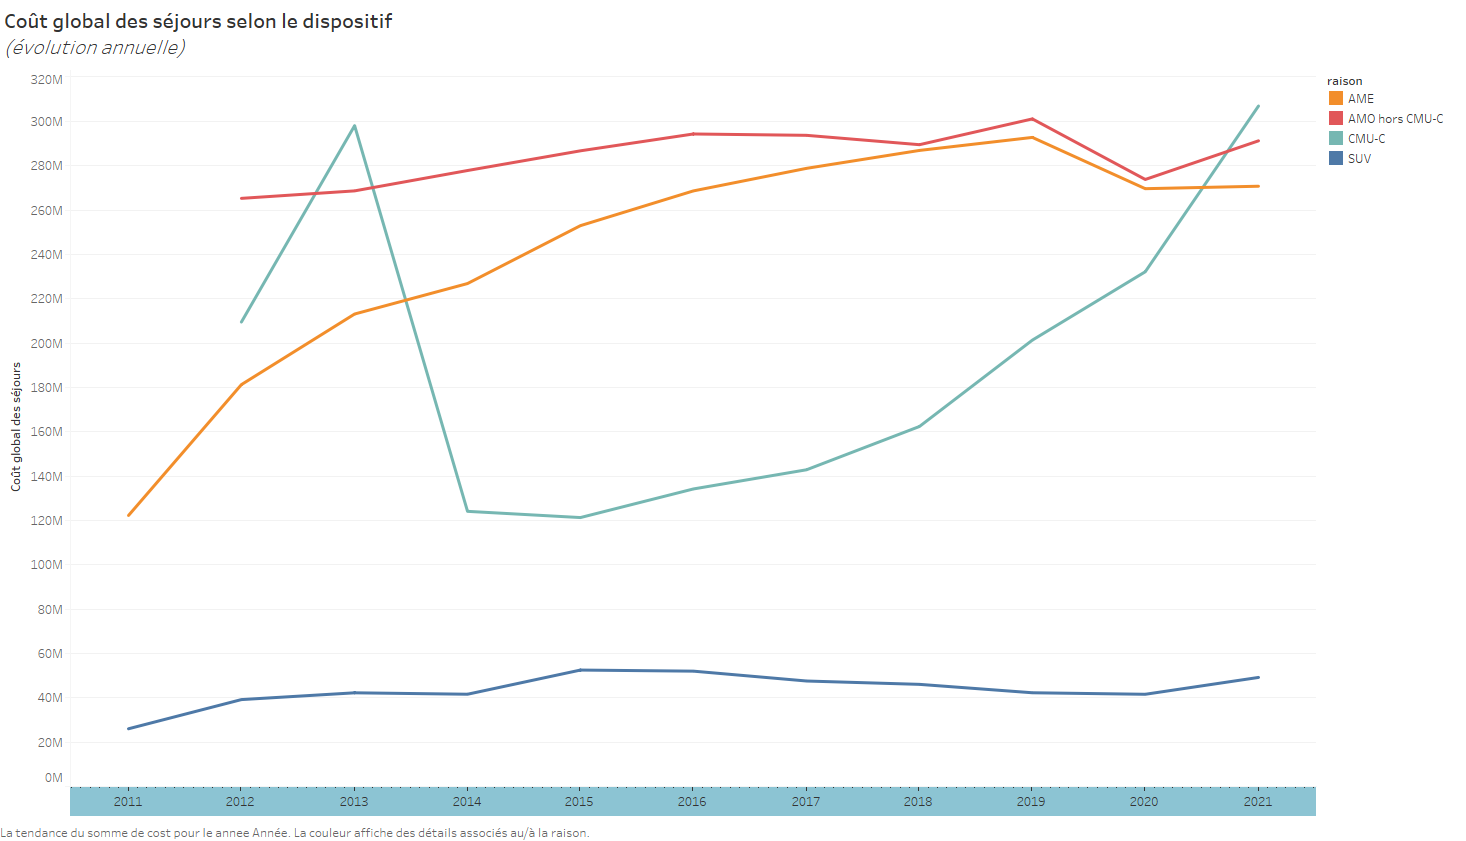 Coût global des séjours selon le dispositif
(évolution annuelle)
320M
300M
280M
260M
240M
220M
200M
180M
160M
140M
120M
100M
80M
60M
40M
20M
0M
Coût global des séjours
2011 2012 2013 2014 2015 2016 2017 2018 2019 2020 2021
raison
AME
AMO hors CMU-C
CMU-C
SUV
La tendance du somme de cost pour le annee Année. La couleur affiche des détails associés au/à la raison.